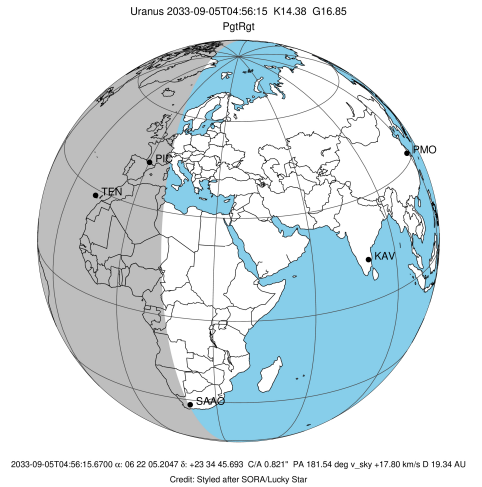 Uranus 2033-09-05T04:56:15 K14.38 G16.85
PgtRgt
PMO
PIC
TEN
KAV
SAAO
2033-09-05T04:56:15.6700 α: 06 22 05.2047 δ: +23 34 45.693 C/A 0.821" PA 181.54 deg v_sky +17.80 km/s D 19.34 AU
Credit: Styled after SORA/Lucky Star